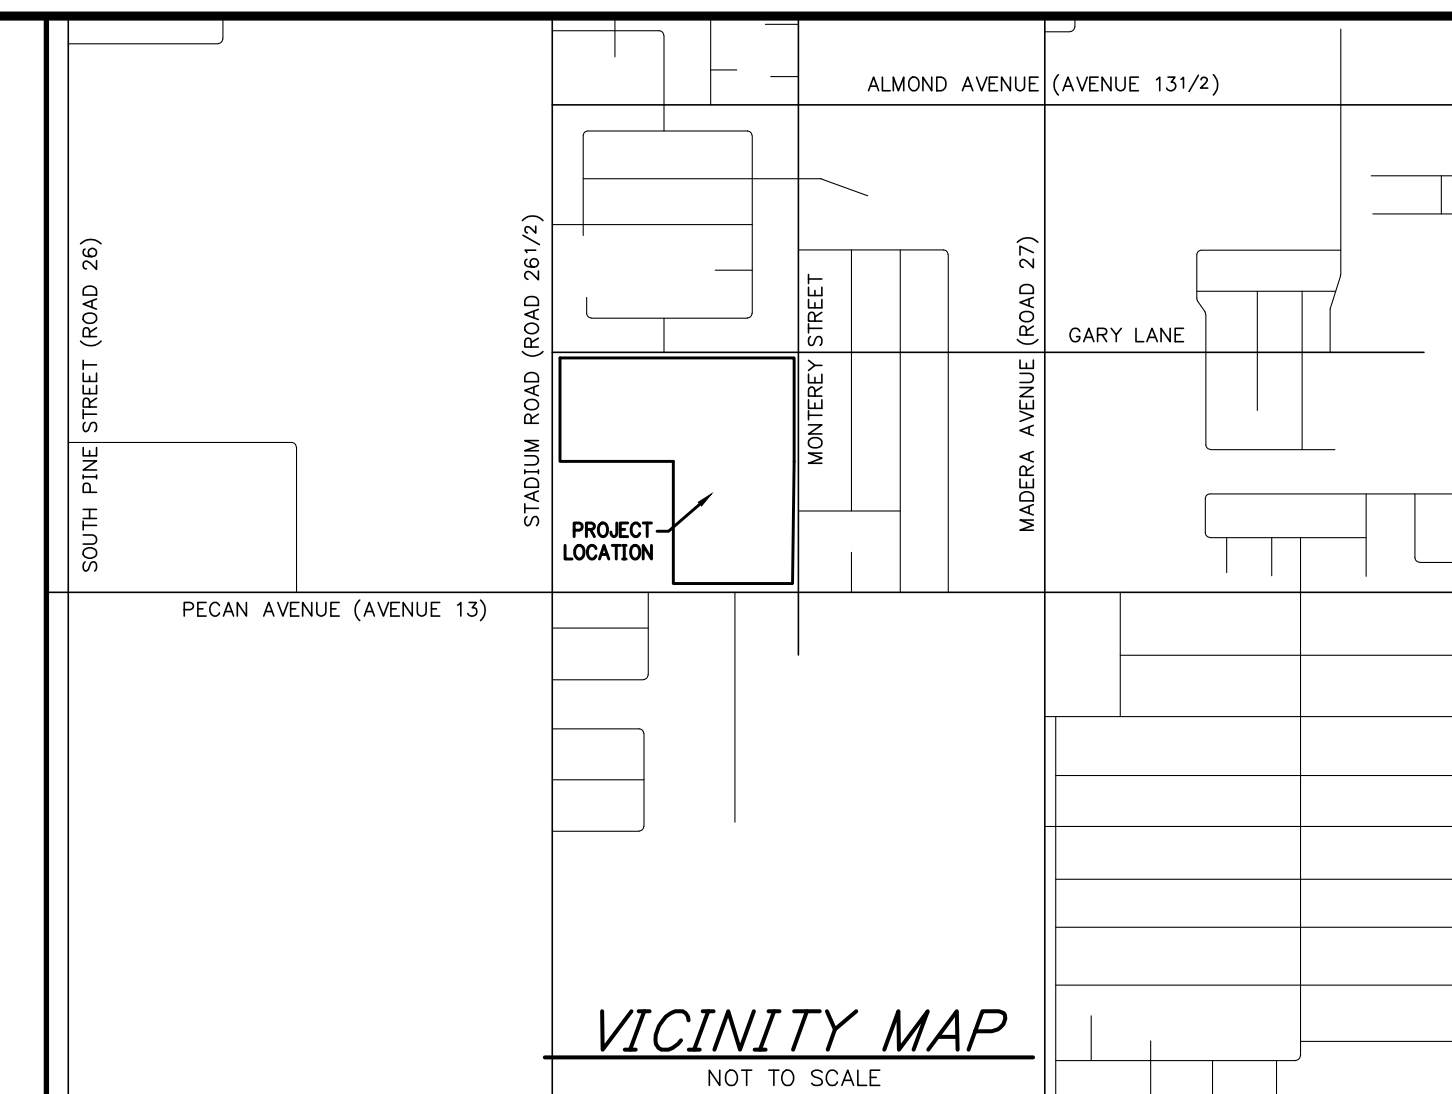 ALMOND AVENUE (AVENUE 131/2)
SOUTH PINE STREET (ROAD 26)
STADIUM ROAD (ROAD 261/2)
MONTEREY STREET
MADERA AVENUE (ROAD 27)
GARY LANE
PROJECT
LOCATION
PECAN AVENUE (AVENUE 13)
VICINITY MAP
NOT TO SCALE